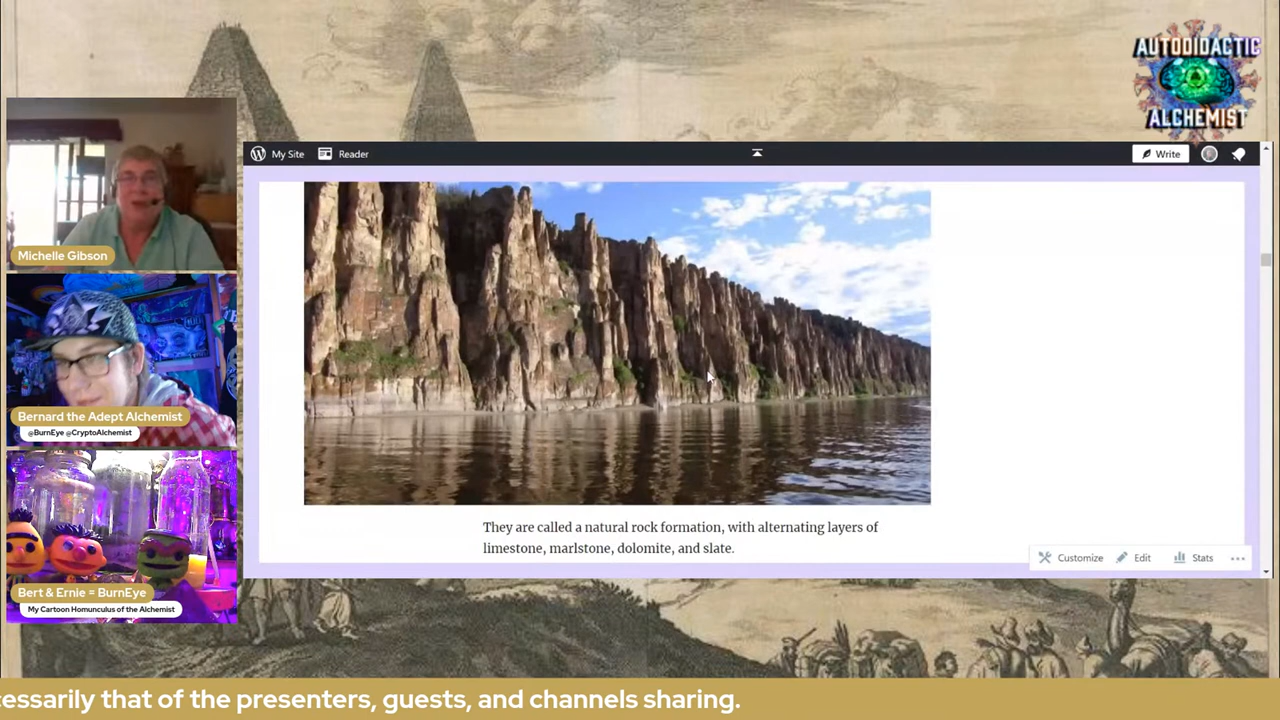 AUTODIDACTIC
ALCHEMIST
My Site
Reader
Write
Michelle Gibson
Bernard the Adept Alchemist
@BurnEye @CryptoAlchemist
Bert & Ernie = BurnEye
My Cartoon Homunculus of the Alchemist
They are called a natural rock formation, with alternating layers of
limestone, marlstone, dolomite, and slate.
Customize
Edit
Stats
cessarily that of the presenters, guests, and channels sharing.